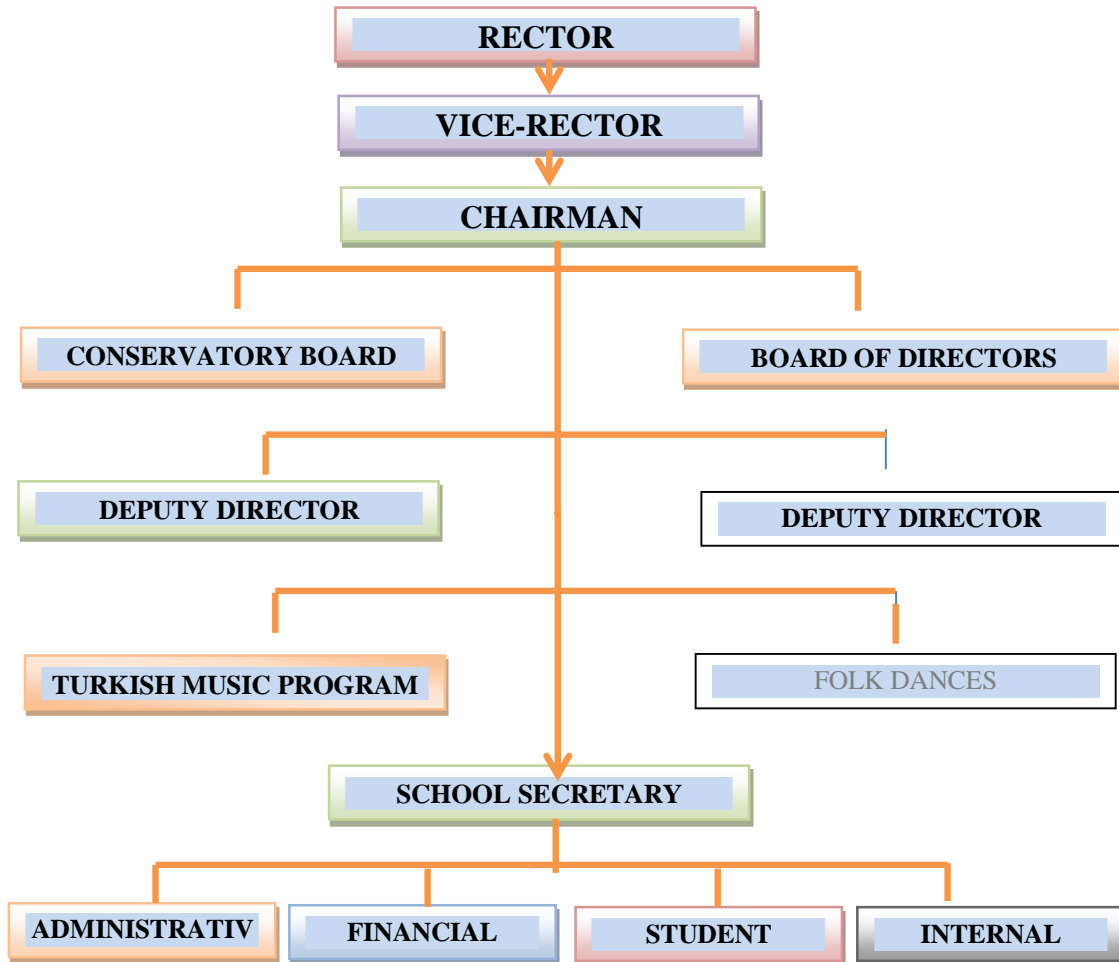 RECTOR
VICE-RECTOR
CHAIRMAN
CONSERVATORY BOARD
BOARD OF DIRECTORS
DEPUTY DIRECTOR
DEPUTY DIRECTOR
TURKISH MUSIC PROGRAM
FOLK DANCES
SCHOOL SECRETARY
ADMINISTRATIV
FINANCIAL
STUDENT
INTERNAL